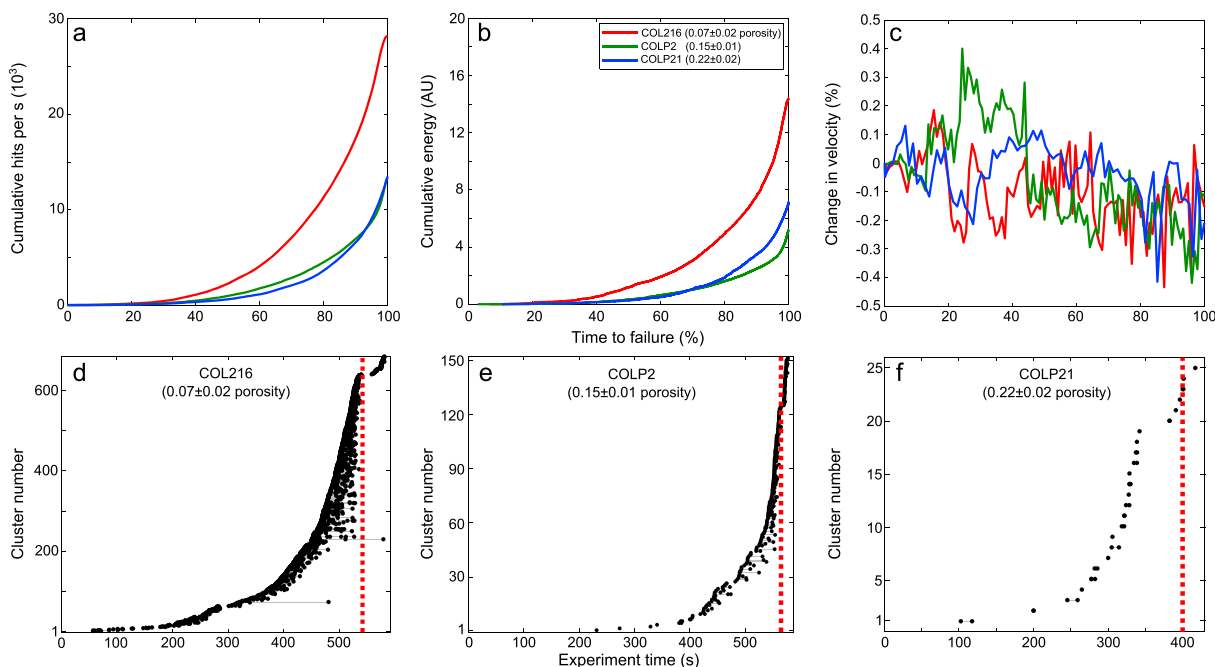 a
Cumulative hits per s (10³)
30
20
10
0
0 20 40 60 80 100
b
COL216 (0.07±0.02 porosity)
COLP2 (0.15±0.01)
COLP21 (0.22±0.02)
Cumulative energy (AU)
20
16
12
8
4
0
0 20 40 60 80 100
Time to failure (%)
c
Change in velocity (%)
0.5
0.4
0.3
0.2
0.1
0
-0.1
-0.2
-0.3
-0.4
-0.5
0 20 40 60 80 100
d
COL216
(0.07±0.02 porosity)
Cluster number
600
400
200
1
0 100 200 300 400 500
e
COLP2
(0.15±0.01 porosity)
Cluster number
150
120
90
60
30
1
0 100 200 300 400 500
Experiment time (s)
f
COLP21
(0.22±0.02 porosity)
Cluster number
25
20
15
10
5
1
0 100 200 300 400